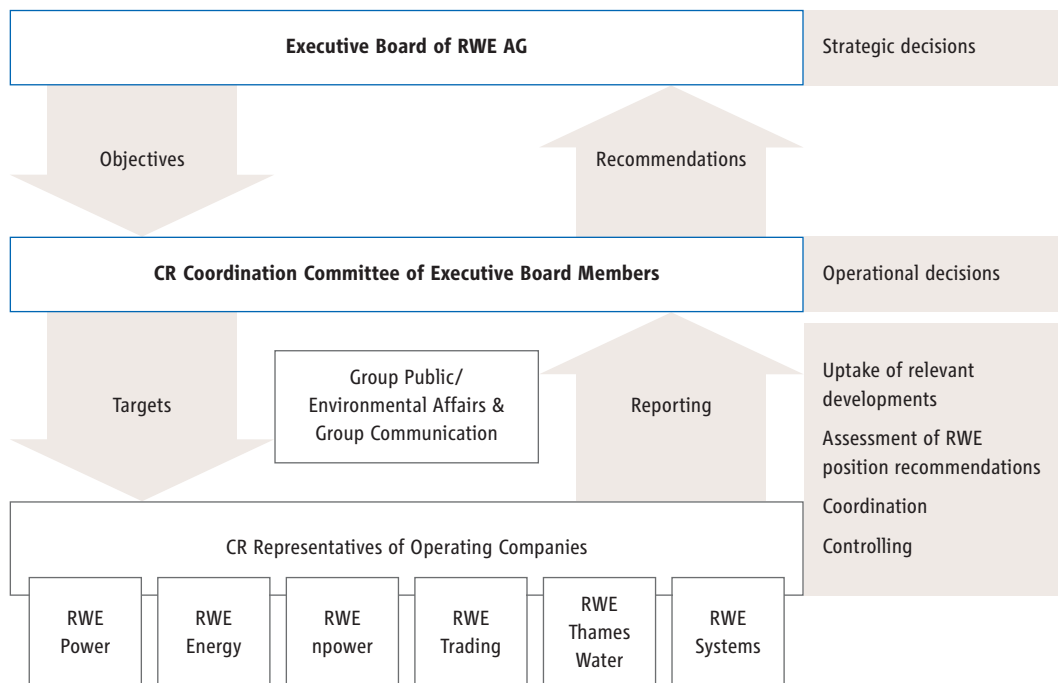 Executive Board of RWE AG
Strategic decisions
Objectives
Recommendations
CR Coordination Committee of Executive Board Members
Operational decisions
Targets
Group Public/
Environmental Affairs &
Group Communication
Reporting
Uptake of relevant
developments
Assessment of RWE
position recommendations
Coordination
Controlling
CR Representatives of Operating Companies
RWE
Power
RWE
Energy
RWE
npower
RWE
Trading
RWE
Thames
Water
RWE
Systems